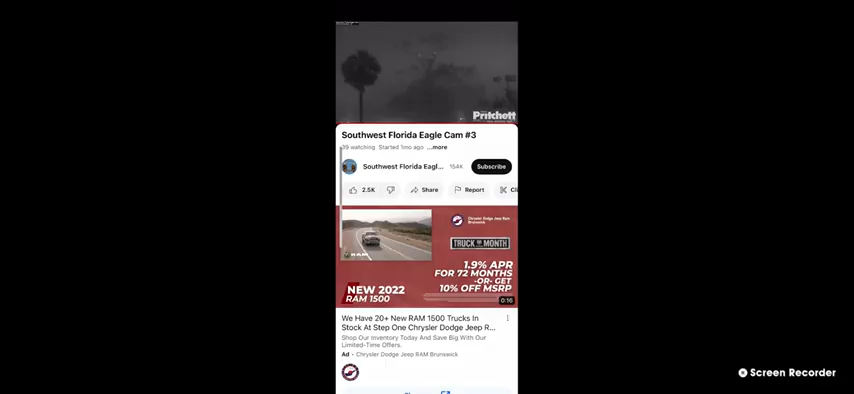 Pritchett
Southwest Florida Eagle Cam #3
39 watching Started 1mo ago ...more
Southwest Florida Eagl... 154K Subscribe
2.5K Share Report Cli
Chrysler Dodge Jeep Ram
Brunswick
TRUCK OF MONTH
RAM
1.9% APR
FOR 72 MONTHS
-OR- GET
10% OFF MSRP
NEW 2022
RAM 1500
0:16
We Have 20+ New RAM 1500 Trucks In
Stock At Step One Chrysler Dodge Jeep R...
Shop Our Inventory Today And Save Big With Our
Limited-Time Offers.
Ad • Chrysler Dodge Jeep RAM Brunswick
Screen Recorder